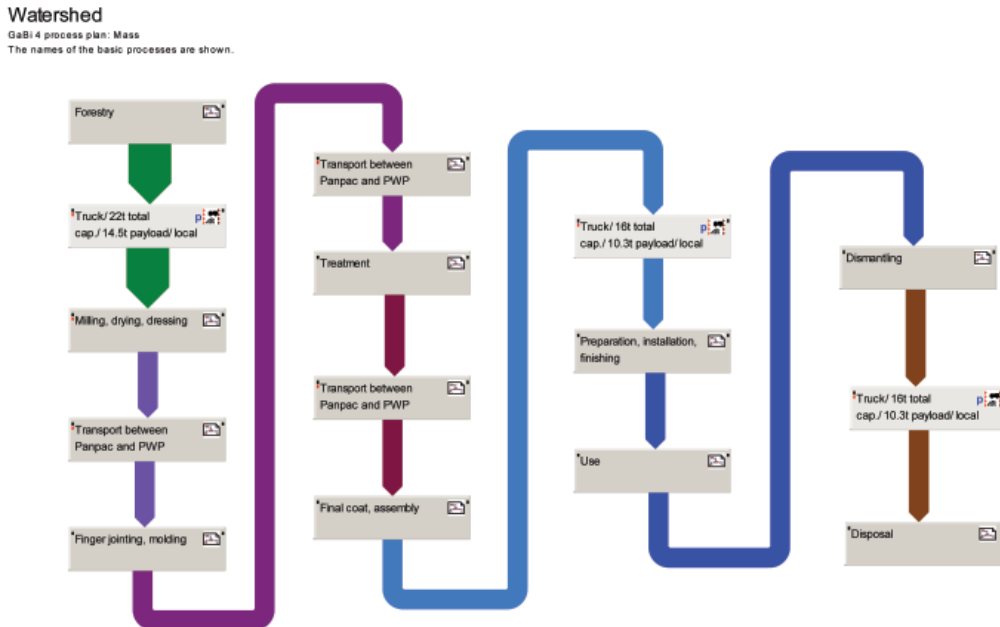 Watershed
GaBi 4 process plan: Mass
The names of the basic processes are shown.
Forestry
Truck/ 22t total
cap./ 14.5t payload/ local
p
Milling, drying, dressing
Transport between
Panpac and PWP
Finger jointing, molding
Transport between
Panpac and PWP
Treatment
Transport between
Panpac and PWP
Final coat, assembly
Truck/ 16t total
cap./ 10.3t payload/ local
p
Preparation, installation,
finishing
Use
Dismantling
Truck/ 16t total
cap./ 10.3t payload/ local
p
Disposal